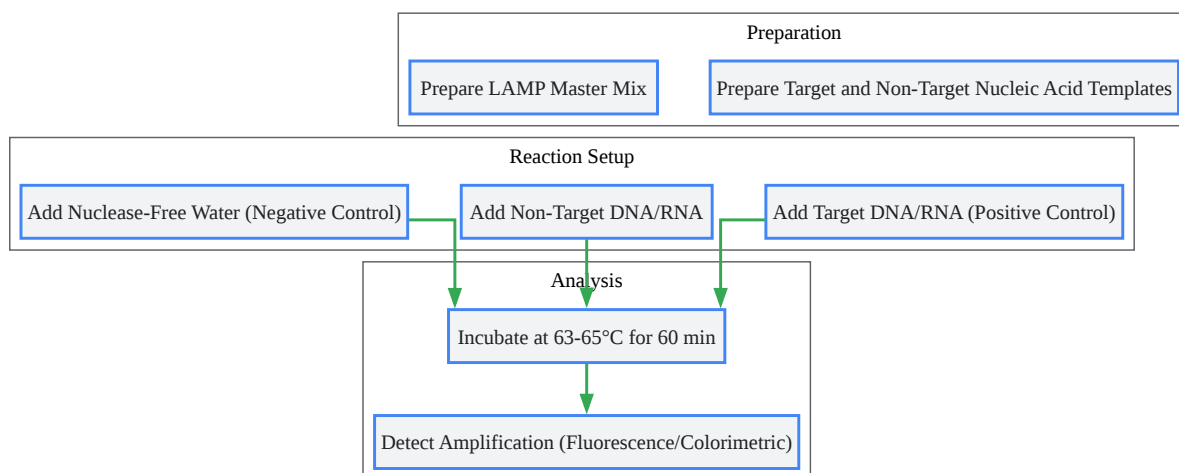 Preparation
Prepare LAMP Master Mix
Prepare Target and Non-Target Nucleic Acid Templates
Reaction Setup
Add Nuclease-Free Water (Negative Control)
Add Non-Target DNA/RNA
Add Target DNA/RNA (Positive Control)
Analysis
Incubate at 63-65°C for 60 min
Detect Amplification (Fluorescence/Colorimetric)